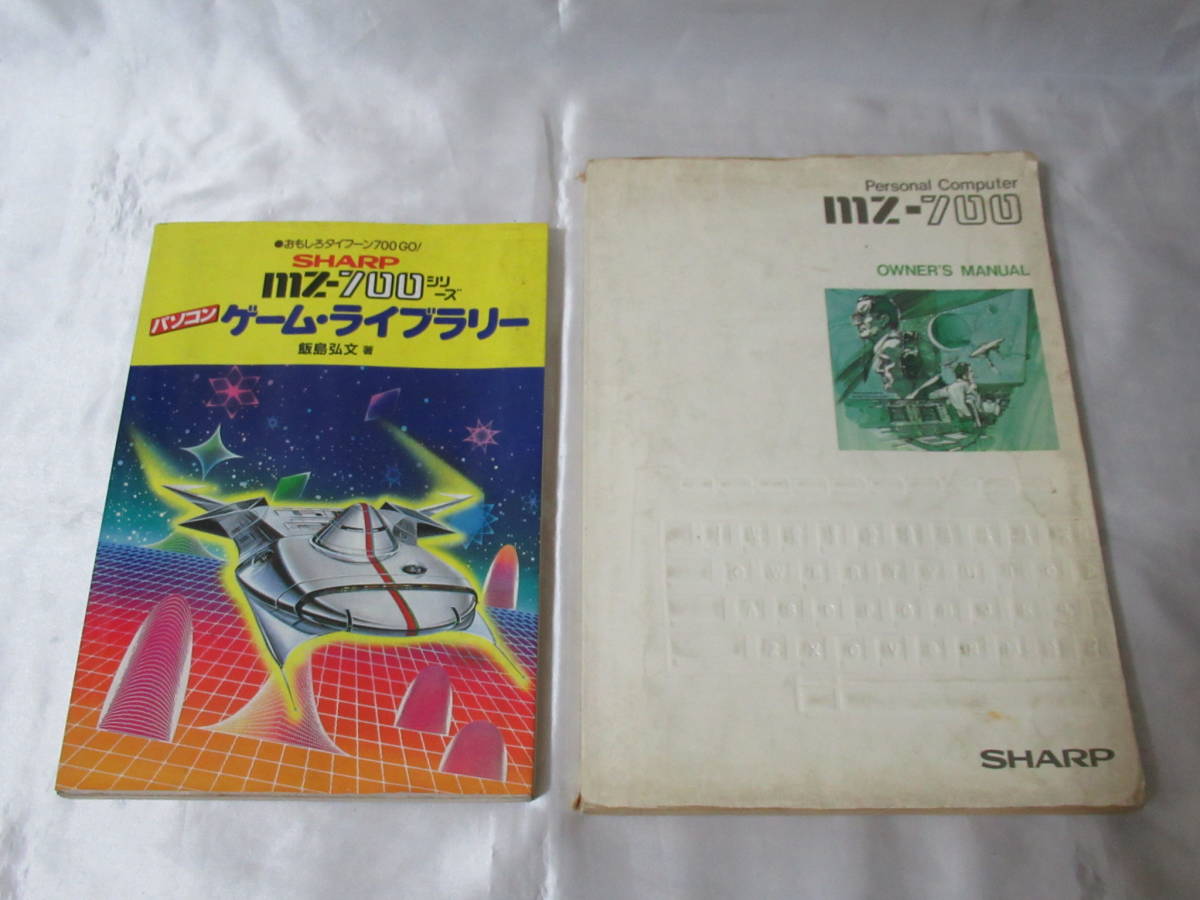 ●おもしろタイフーン700GO!
SHARP
mz-700シリーズ
パソコン ゲーム・ライブラリー
飯島弘文 著
Personal Computer
mz-700
OWNER'S MANUAL
SHARP